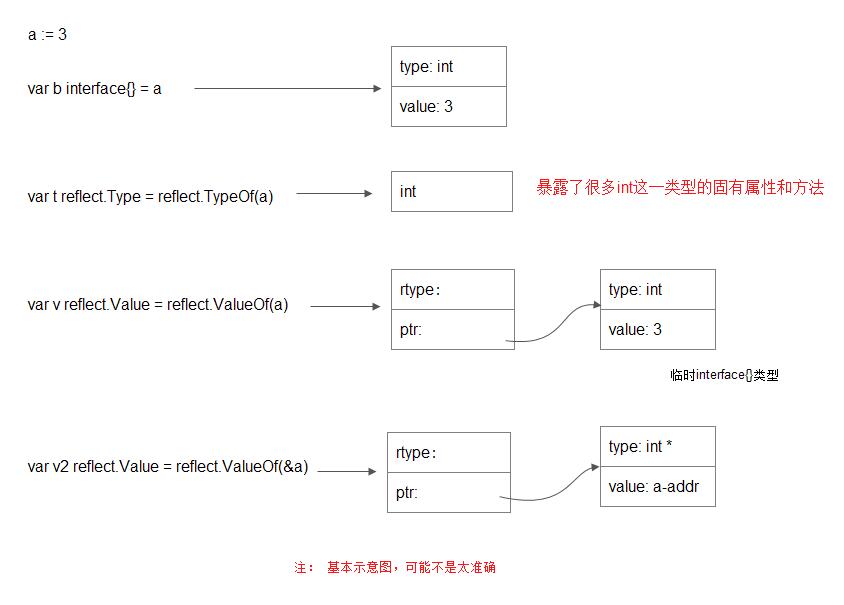 a := 3
type: int
var b interface{} = a
value: 3
var t reflect.Type = reflect.TypeOf(a)
int
暴露了很多int这一类型的固有属性和方法
var v reflect.Value = reflect.ValueOf(a)
rtype：
ptr:
type: int
value: 3
临时interface{}类型
var v2 reflect.Value = reflect.ValueOf(&a)
rtype：
ptr:
type: int *
value: a-addr
注： 基本示意图，可能不是太准确